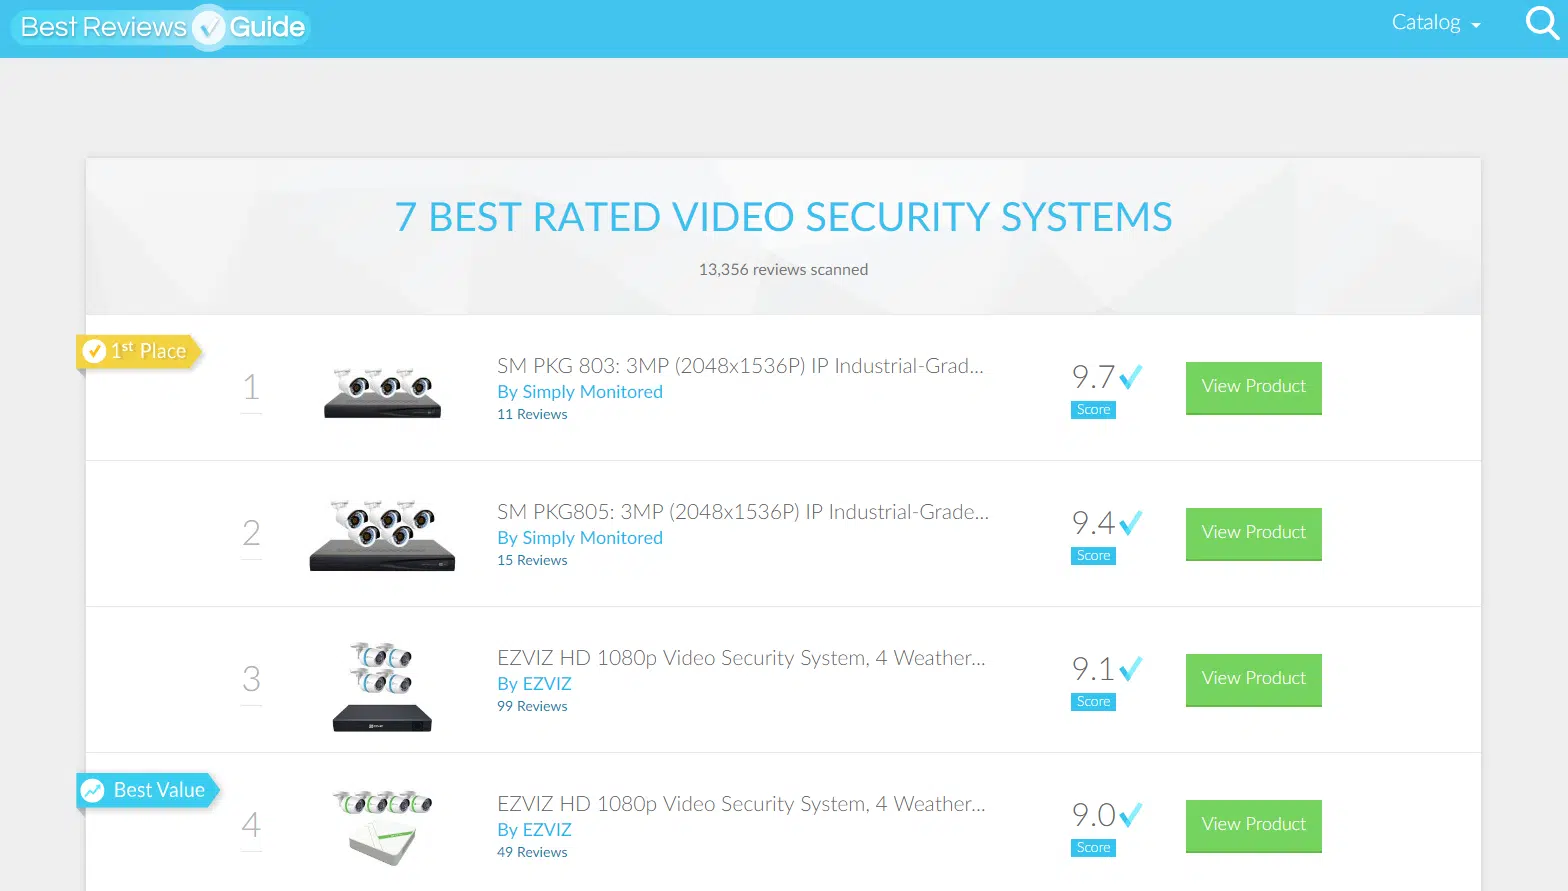 Best Reviews Guide
Catalog
7 BEST RATED VIDEO SECURITY SYSTEMS
13,356 reviews scanned
1st Place
1
SM PKG 803: 3MP (2048x1536P) IP Industrial-Grad...
By Simply Monitored
11 Reviews
9.7
Score
View Product
2
SM PKG805: 3MP (2048x1536P) IP Industrial-Grade...
By Simply Monitored
15 Reviews
9.4
Score
View Product
3
EZVIZ HD 1080p Video Security System, 4 Weather...
By EZVIZ
99 Reviews
9.1
Score
View Product
Best Value
4
EZVIZ HD 1080p Video Security System, 4 Weather...
By EZVIZ
49 Reviews
9.0
Score
View Product